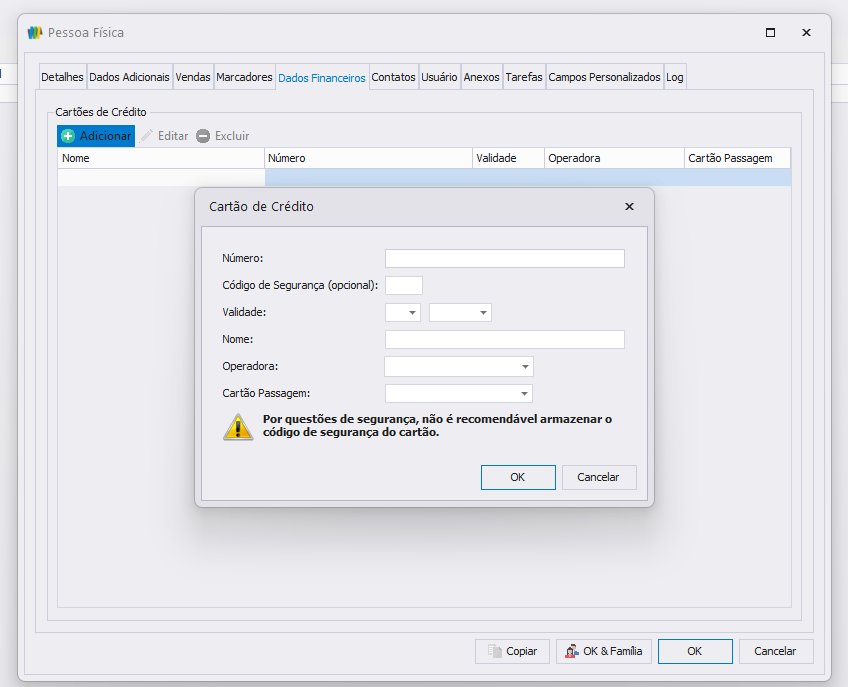 Pessoa Física
Detalhes Dados Adicionais Vendas Marcadores Dados Financeiros Contatos Usuário Anexos Tarefas Campos Personalizados Log
Cartões de Crédito
Adicionar Editar Excluir
Nome Número Validade Operadora Cartão Passagem
Cartão de Crédito
Número:
Código de Segurança (opcional):
Validade:
Nome:
Operadora:
Cartão Passagem:
Por questões de segurança, não é recomendável armazenar o
código de segurança do cartão.
OK Cancelar
Copiar OK & Família OK Cancelar